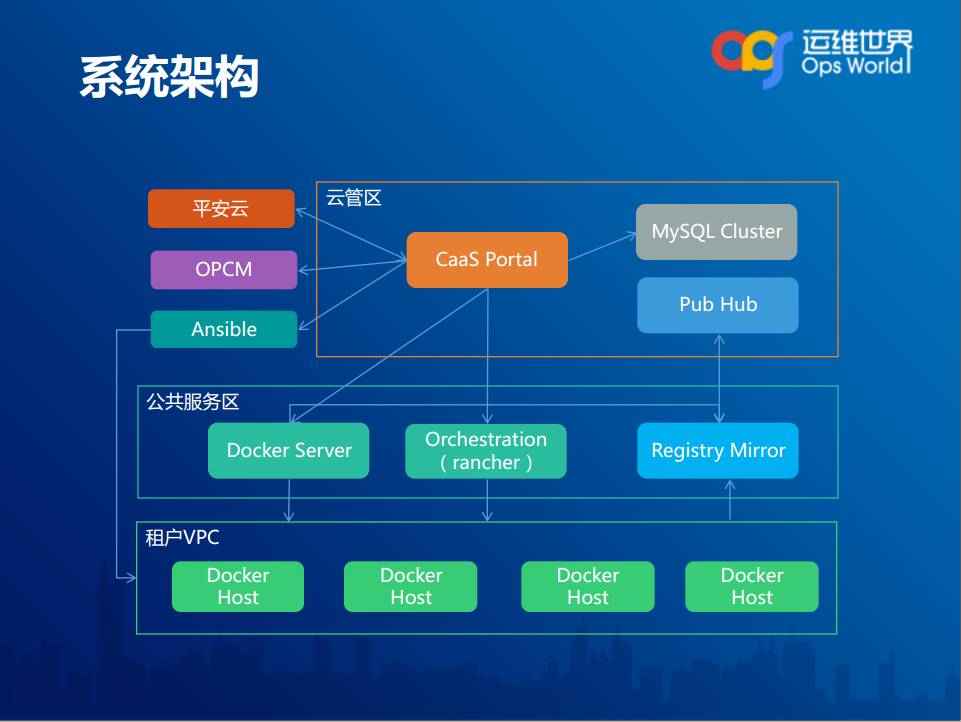 系统架构
运维世界
Ops World
云管区
平安云
CaaS Portal
MySQL Cluster
OPCM
Pub Hub
Ansible
公共服务区
Docker Server
Orchestration
（rancher）
Registry Mirror
租户VPC
Docker
Host
Docker
Host
Docker
Host
Docker
Host